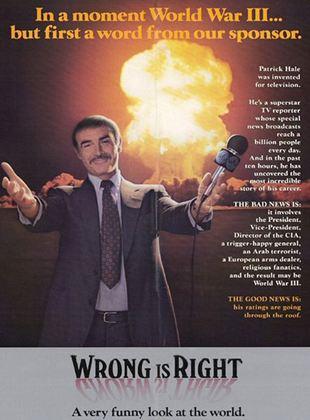 In a moment World War III...
but first a word from our sponsor.
Patrick Hale
was invented
for television.
He's a superstar
TV reporter
whose special
news broadcasts
reach a
billion people
every day.
And in the past
ten hours, he has
uncovered the
most incredible
story of his career.
THE BAD NEWS IS:
it involves
the President,
Vice-President,
Director of the CIA,
a trigger-happy general,
an Arab terrorist,
a European arms dealer,
religious fanatics,
and the result may be
World War III.
THE GOOD NEWS IS:
his ratings are going
through the roof.
WRONG IS RIGHT
A very funny look at the world.